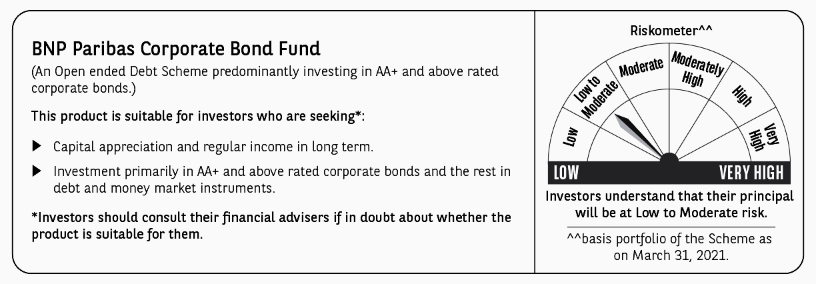 BNP Paribas Corporate Bond Fund
(An Open ended Debt Scheme predominantly investing in AA+ and above rated
corporate bonds.)
This product is suitable for investors who are seeking*:
Capital appreciation and regular income in long term.
Investment primarily in AA+ and above rated corporate bonds and the rest in
debt and money market instruments.
*Investors should consult their financial advisers if in doubt about whether the
product is suitable for them.
Riskometer^^
Low
Low to
Moderate
Moderate
Moderately
High
High
Very
High
LOW
VERY HIGH
Investors understand that their principal
will be at Low to Moderate risk.
^^basis portfolio of the Scheme as
on March 31, 2021.